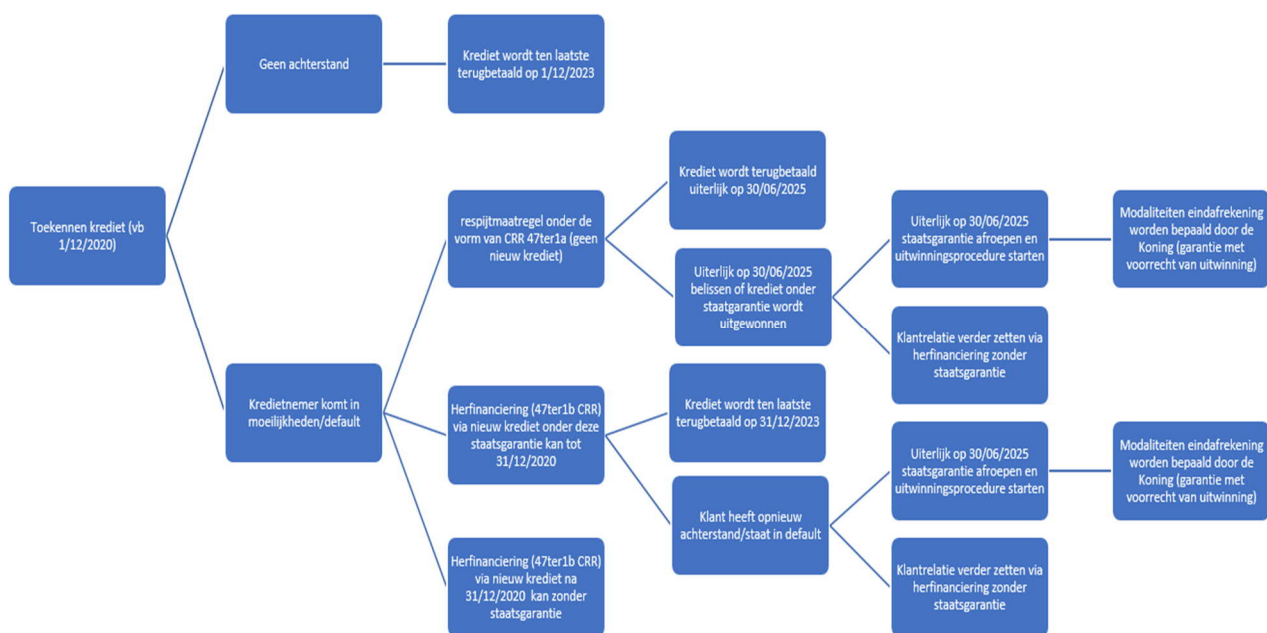 Geen achterstand
Krediet wordt ten laatste
terugbetaald op 1/12/2023
Toekennen krediet (vb
1/12/2020)
Krediet wordt terugbetaald
uiterlijk op 30/06/2025
respijtmaatregel onder de
vorm van CRR 47ter1a (geen
nieuw krediet)
Uiterlijk op 30/06/2025
staatsgarantie afroepen en
uitwinningsprocedure starten
Modaliteiten eindafrekening
worden bepaald door de
Koning (garantie met
voorrecht van uitwinning)
Uiterlijk op 30/06/2025
belissen of krediet onder
staatgarantie wordt
uitgewonnen
Klantrelatie verder zetten via
herfinanciering zonder
staatsgarantie
Kredietnemer komt in
moeilijkheden/default
Herfinanciering (47ter1b CRR)
via nieuw krediet onder deze
staatsgarantie kan tot
31/12/2020
Krediet wordt ten laatste
terugbetaald op 31/12/2023
Uiterlijk op 30/06/2025
staatsgarantie afroepen en
uitwinningsprocedure starten
Modaliteiten eindafrekening
worden bepaald door de
Koning (garantie met
voorrecht van uitwinning)
Klant heeft opnieuw
achterstand/staat in default
Klantrelatie verder zetten via
herfinanciering zonder
staatsgarantie
Herfinanciering (47ter1b CRR)
via nieuw krediet na
31/12/2020 kan zonder
staatsgarantie